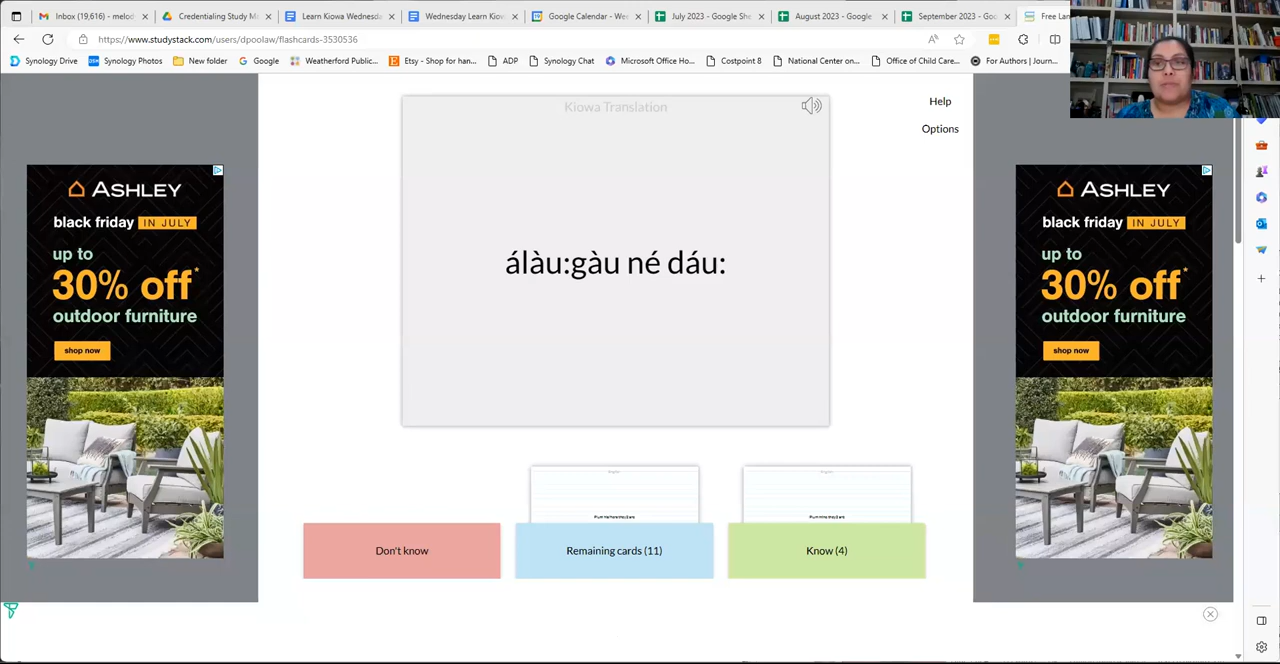 Inbox (19,616) - melod
Credentialing Study Ma
Learn Kiowa Wednesda
Wednesday Learn Kiow
Google Calendar - We
July 2023 - Google She
August 2023 - Google
September 2023 - Goo
Free Lan
https://www.studystack.com/users/dpoolaw/flashcards-3530536
Synology Drive
Synology Photos
New folder
Google
Weatherford Public...
Etsy - Shop for han...
ADP
Synology Chat
Microsoft Office Ho...
Costpoint 8
National Center on...
Office of Child Care...
For Authors | Journ...
Kiowa Translation
Help
Options
álàu:gàu né dáu:
ASHLEY
black friday IN JULY
up to
30% off*
outdoor furniture
shop now
ASHLEY
black friday IN JULY
up to
30% off*
outdoor furniture
shop now
Don't know
Remaining cards (11)
Know (4)